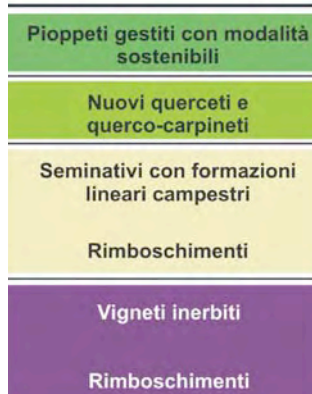 Pioppeti gestiti con modalità
sostenibili
Nuovi querceti e
querco-carpineti
Seminativi con formazioni
lineari campestri
Rimboschimenti
Vigneti inerbiti
Rimboschimenti